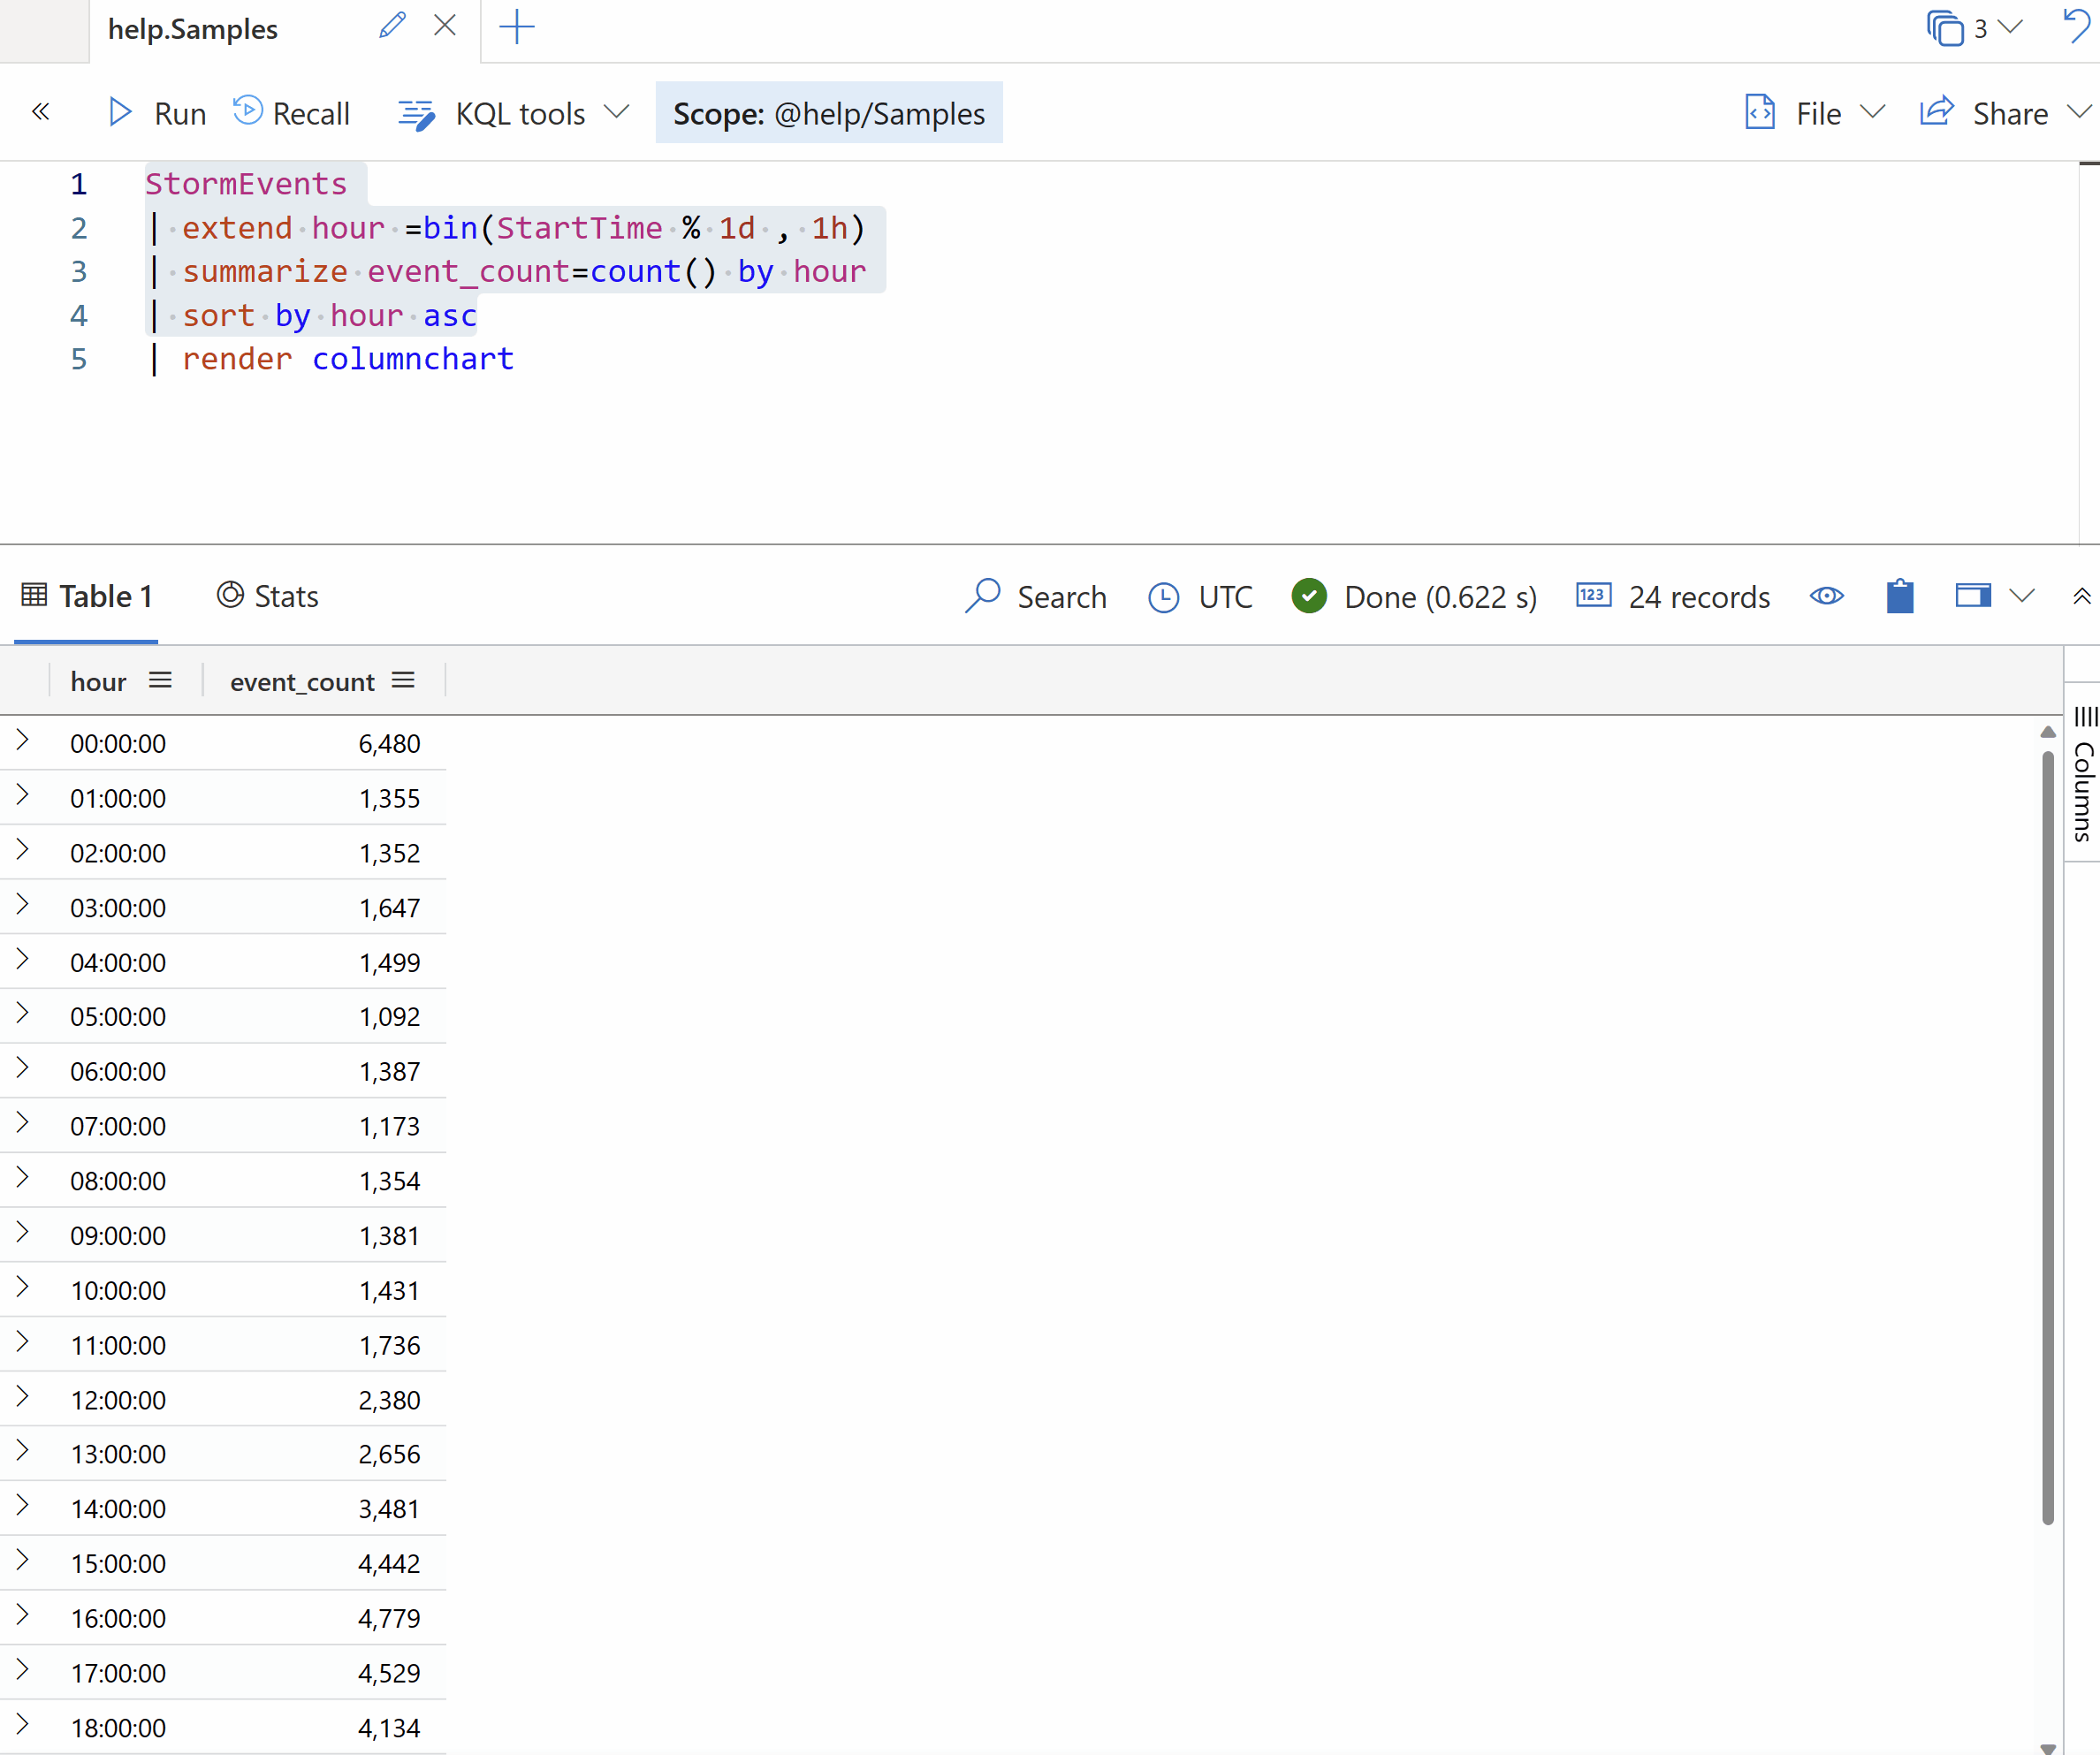 help.Samples
3
Run Recall KQL tools Scope: @help/Samples File Share
1 StormEvents
2 | extend hour =bin(StartTime % 1d , 1h)
3 | summarize event_count=count() by hour
4 | sort by hour asc
5 | render columnchart
Table 1 Stats Search UTC Done (0.622 s) 123 24 records
hour event_count
Columns
00:00:00 6,480
01:00:00 1,355
02:00:00 1,352
03:00:00 1,647
04:00:00 1,499
05:00:00 1,092
06:00:00 1,387
07:00:00 1,173
08:00:00 1,354
09:00:00 1,381
10:00:00 1,431
11:00:00 1,736
12:00:00 2,380
13:00:00 2,656
14:00:00 3,481
15:00:00 4,442
16:00:00 4,779
17:00:00 4,529
18:00:00 4,134